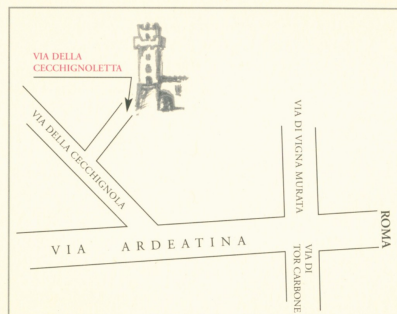 VIA DELLA
CECCHIGNOLETTA
VIA DELLA CECCHIGNOLA
VIA DI VIGNA MURATA
ROMA
VIA ARDEATINA
VIA DI
TOR CARBONE